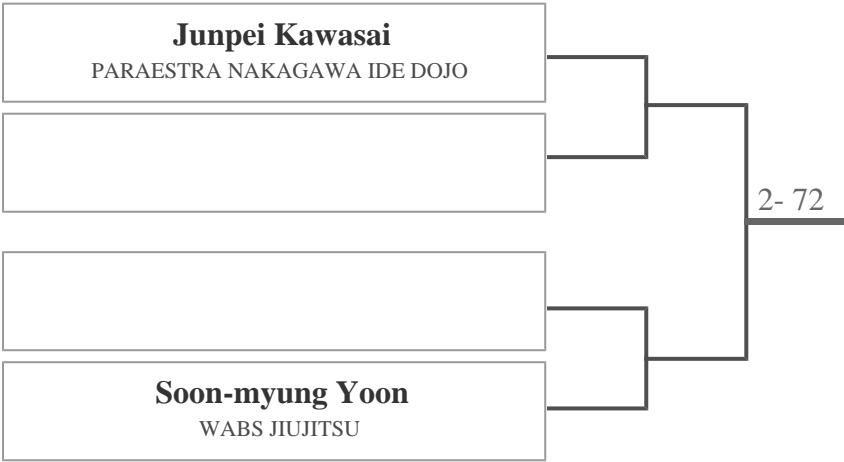 Junpei Kawasai
PARAESTRA NAKAGAWA IDE DOJO
2- 72
Soon-myung Yoon
WABS JIUJITSU